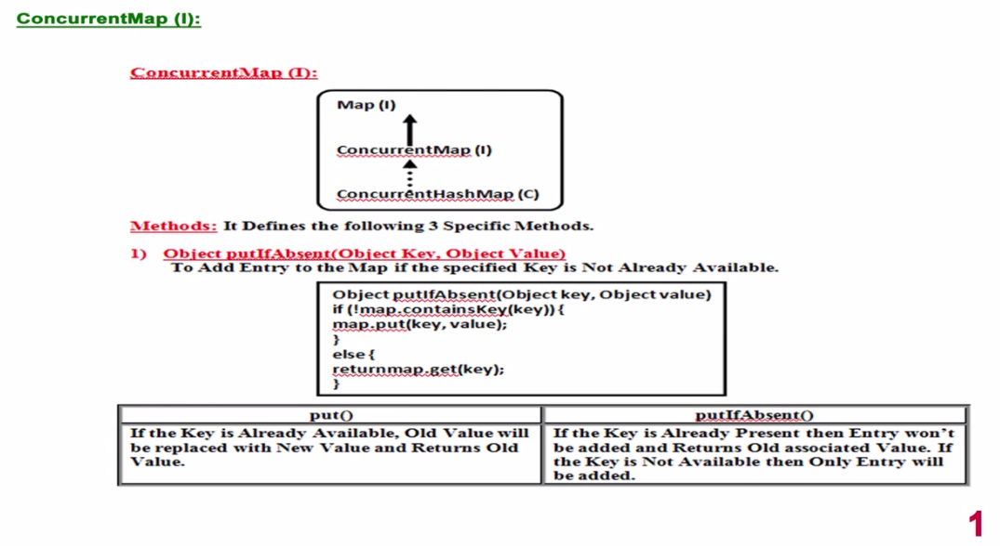 ConcurrentMap (I):
ConcurrentMap (I):
Map (I)
ConcurrentMap (I)
ConcurrentHashMap (C)
Methods: It Defines the following 3 Specific Methods.
1) Object putIfAbsent(Object Key, Object Value)
To Add Entry to the Map if the specified Key is Not Already Available.
Object putIfAbsent(Object key, Object value)
if (!map.containsKey(key)){
map.put(key, value);
}
else {
returnmap.get(key);
}
put()
If the Key is Already Available, Old Value will
be replaced with New Value and Returns Old
Value.
putIfAbsent()
If the Key is Already Present then Entry won't
be added and Returns Old associated Value. If
the Key is Not Available then Only Entry will
be added.
1